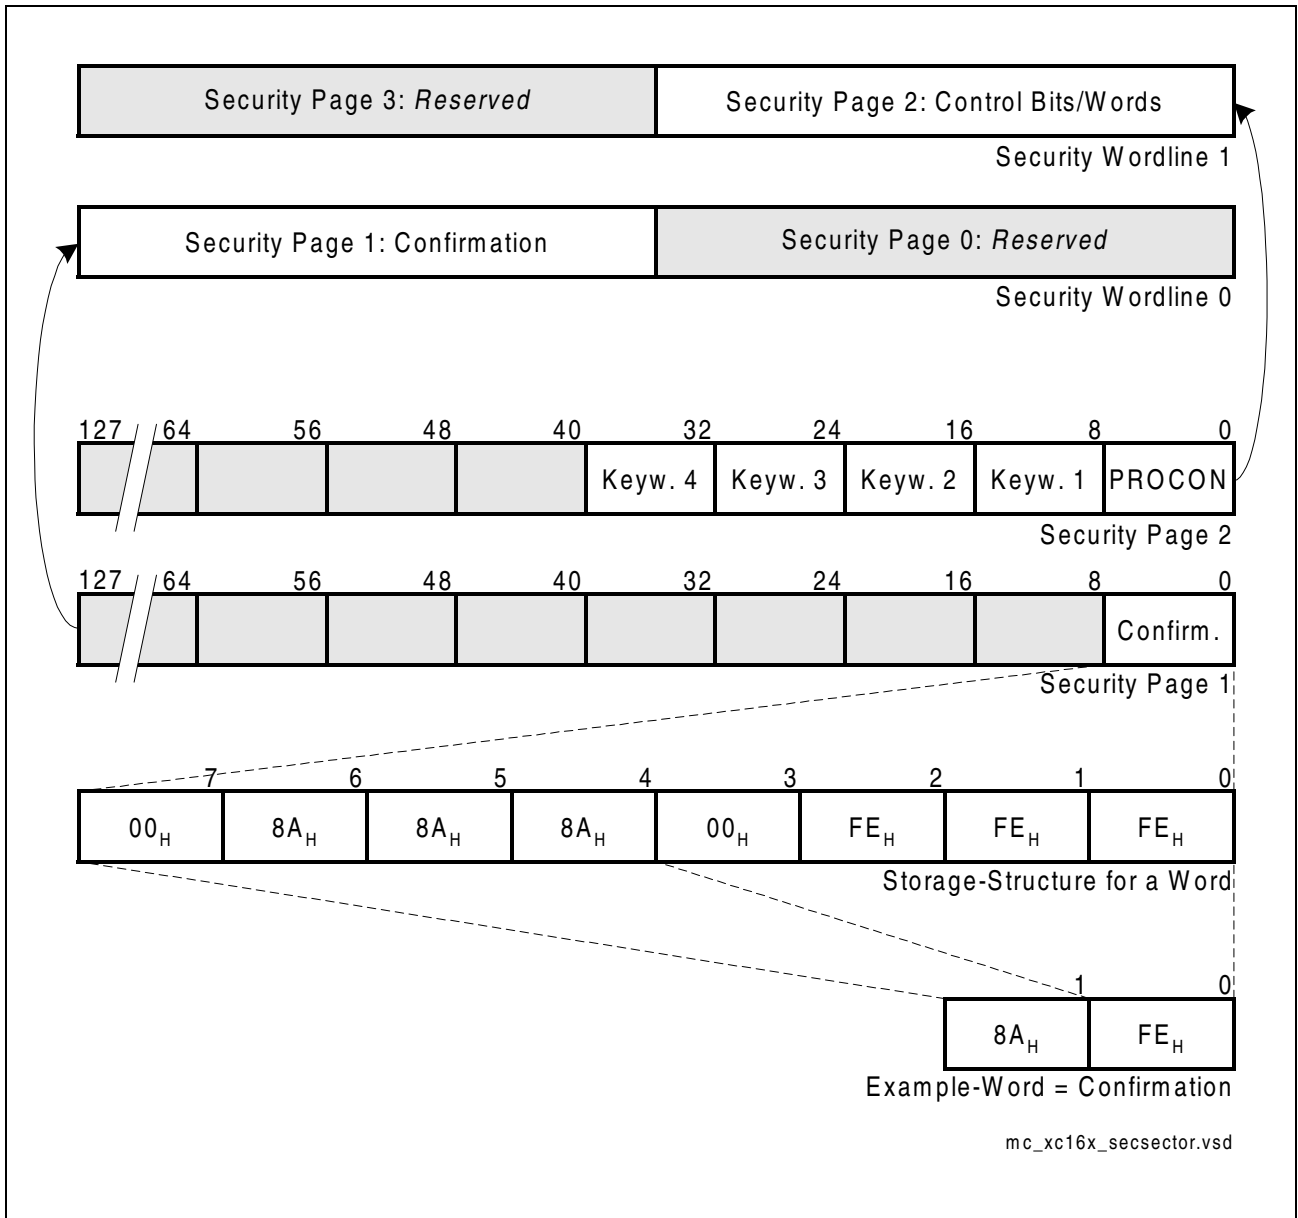 Security Page 3: Reserved Security Page 2: Control Bits/Words
Security Wordline 1
Security Page 1: Confirmation Security Page 0: Reserved
Security Wordline 0
127 64 56 48 40 32 24 16 8 0
Keyw. 4 Keyw. 3 Keyw. 2 Keyw. 1 PROCON
Security Page 2
127 64 56 48 40 32 24 16 8 0
Confirm.
Security Page 1
7 6 5 4 3 2 1 0
00H 8AH 8AH 8AH 00H FEH FEH FEH
Storage-Structure for a Word
1 0
8AH FEH
Example-Word = Confirmation
mc_xc16x_secsector.vsd